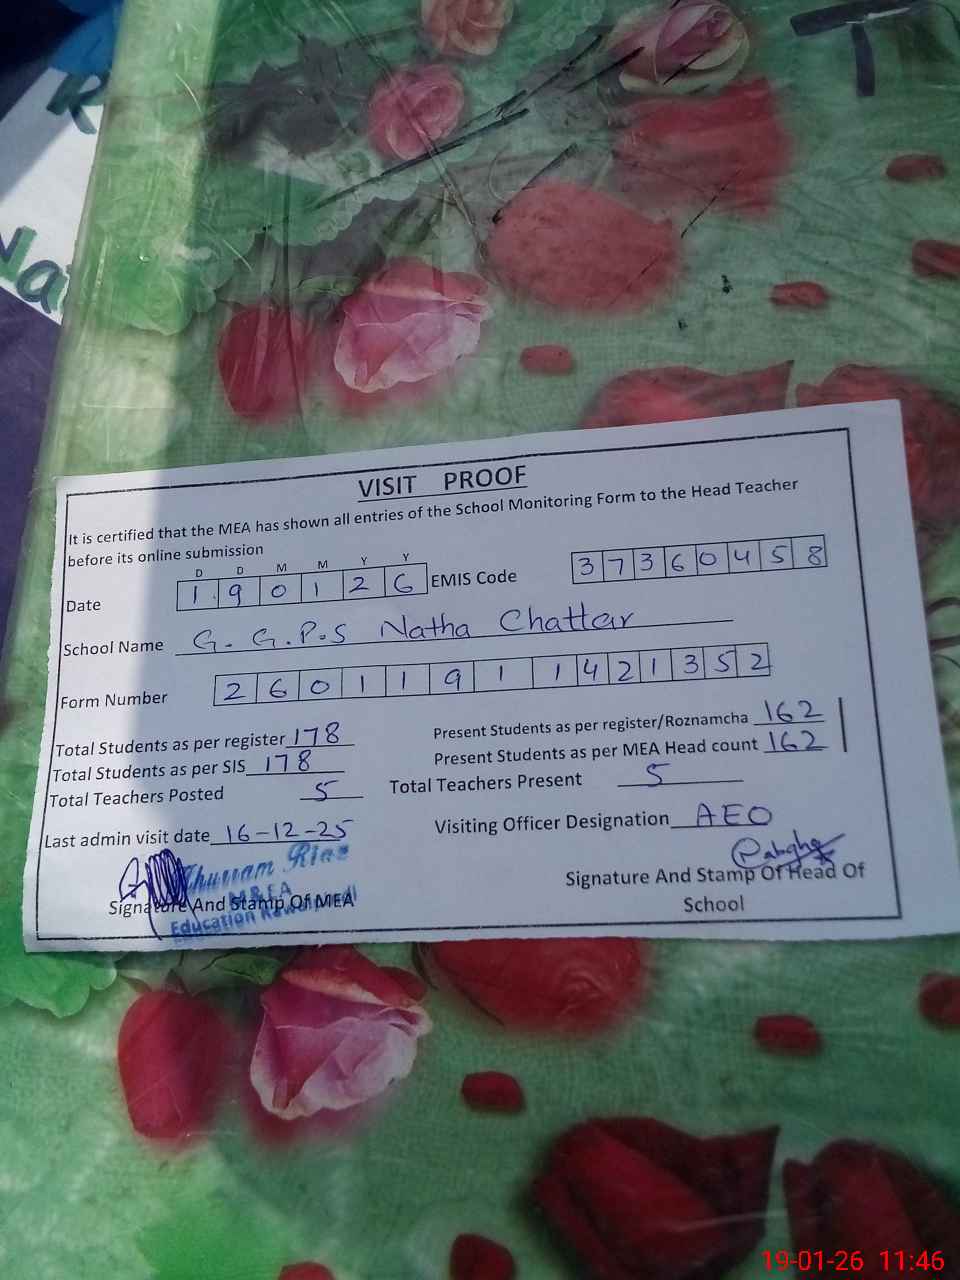 T
VISIT PROOF
It is certified that the MEA has shown all entries of the School Monitoring Form to the Head Teacher
before its online submission
D D M M Y Y
Date 1 9 0 1 2 6 EMIS Code 3 7 3 6 0 4 5 8
School Name G.G.P.S Natha Chattar
Form Number 2 6 0 1 1 9 1 1 4 2 1 3 5 2
Total Students as per register 178 Present Students as per register/Roznamcha 162
Total Students as per SIS 178 Present Students as per MEA Head count 162
Total Teachers Posted 5 Total Teachers Present 5
Last admin visit date 16-12-25 Visiting Officer Designation AEO
Khurram Riaz
M&EA
Education Rawalpindi
Signature And Stamp Of MEA Signature And Stamp Of Head Of
School
19-01-26 11:46